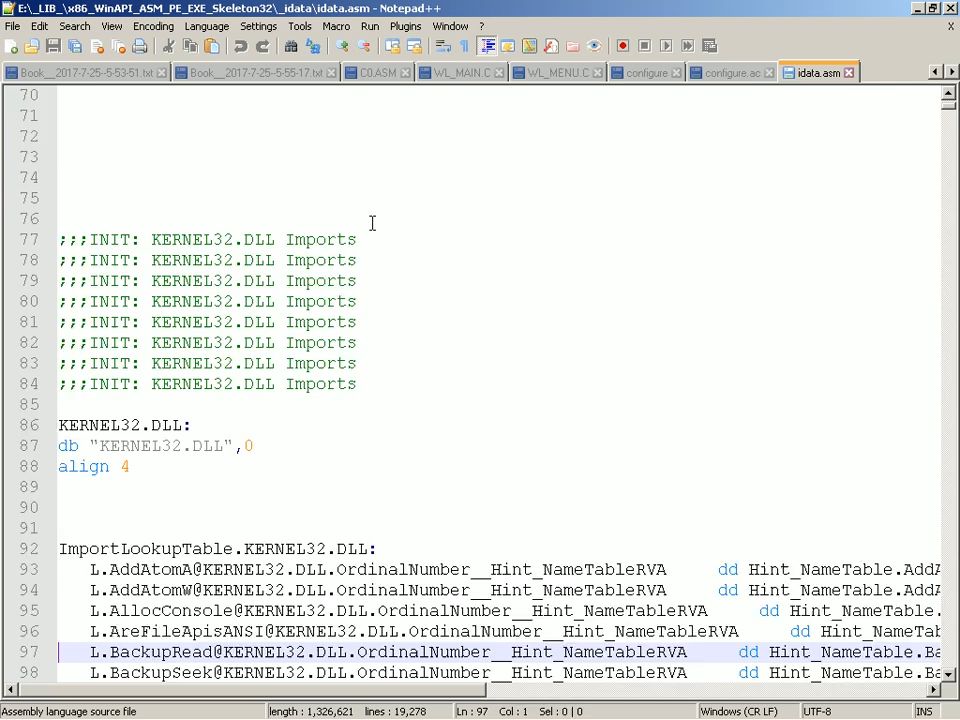 E:\_LIB_\x86_WinAPI_ASM_PE_EXE_Skeleton32\_idata\idata.asm - Notepad++
File Edit Search View Encoding Language Settings Tools Macro Run Plugins Window ? X
Book__2017-7-25--5-53-51.txt Book__2017-7-25--5-55-17.txt C0.ASM WL_MAIN.C WL_MENU.C configure configure.ac idata.asm
70
71
72
73
74
75
76
77 ;;;INIT: KERNEL32.DLL Imports
78 ;;;INIT: KERNEL32.DLL Imports
79 ;;;INIT: KERNEL32.DLL Imports
80 ;;;INIT: KERNEL32.DLL Imports
81 ;;;INIT: KERNEL32.DLL Imports
82 ;;;INIT: KERNEL32.DLL Imports
83 ;;;INIT: KERNEL32.DLL Imports
84 ;;;INIT: KERNEL32.DLL Imports
85
86 KERNEL32.DLL:
87 db "KERNEL32.DLL",0
88 align 4
89
90
91
92 ImportLookupTable.KERNEL32.DLL:
93 L.AddAtomA@KERNEL32.DLL.OrdinalNumber__Hint_NameTableRVA dd Hint_NameTable.AddA
94 L.AddAtomW@KERNEL32.DLL.OrdinalNumber__Hint_NameTableRVA dd Hint_NameTable.AddA
95 L.AllocConsole@KERNEL32.DLL.OrdinalNumber__Hint_NameTableRVA dd Hint_NameTable.
96 L.AreFileApisANSI@KERNEL32.DLL.OrdinalNumber__Hint_NameTableRVA dd Hint_NameTab
97 L.BackupRead@KERNEL32.DLL.OrdinalNumber__Hint_NameTableRVA dd Hint_NameTable.Ba
98 L.BackupSeek@KERNEL32.DLL.OrdinalNumber__Hint_NameTableRVA dd Hint_NameTable.Ba
Assembly language source file length : 1,326,621 lines : 19,278 Ln : 97 Col : 1 Sel : 0 | 0 Windows (CR LF) UTF-8 INS